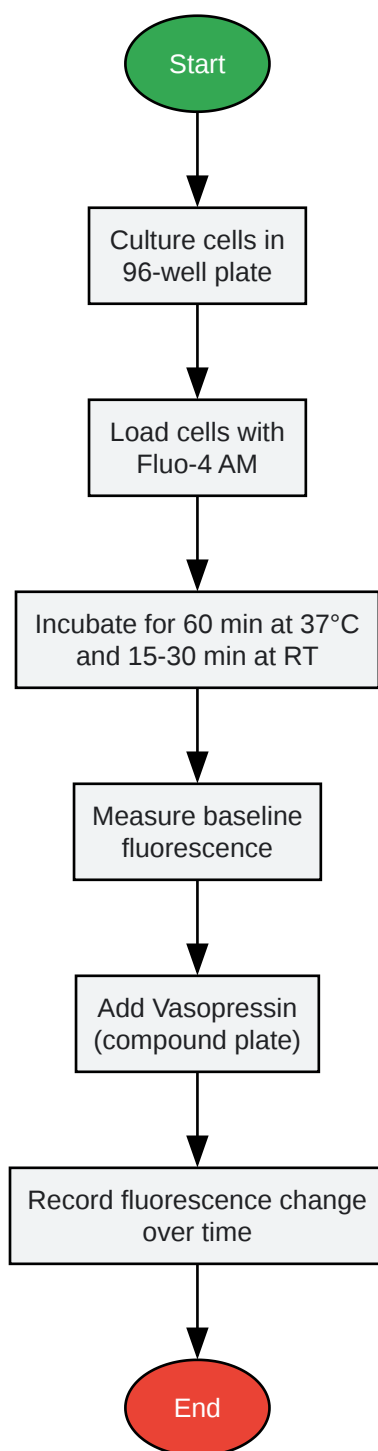 Start
Culture cells in
96-well plate
Load cells with
Fluo-4 AM
Incubate for 60 min at 37°C
and 15-30 min at RT
Measure baseline
fluorescence
Add Vasopressin
(compound plate)
Record fluorescence change
over time
End